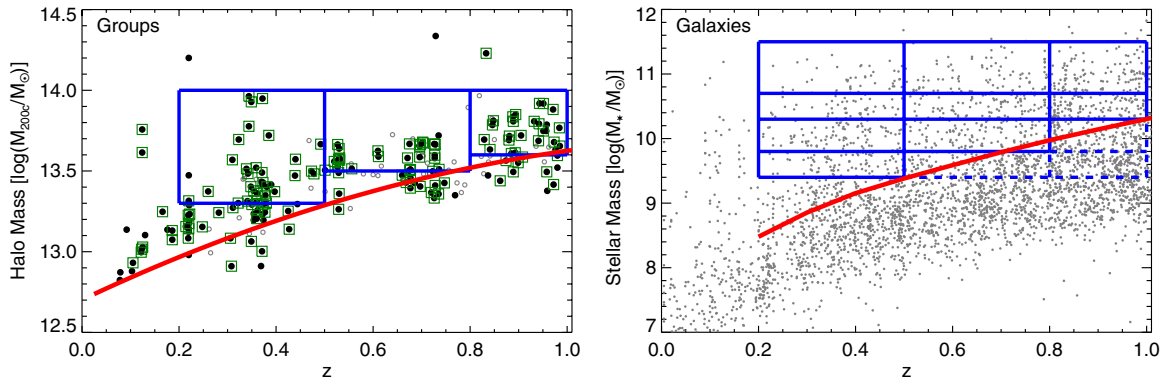 Groups
14.5
14.0
13.5
13.0
12.5
Halo Mass [log(M200c/M☉)]
0.0 0.2 0.4 0.6 0.8 1.0
z
Galaxies
12
11
10
9
8
7
Stellar Mass [log(M★/M☉)]
0.0 0.2 0.4 0.6 0.8 1.0
z